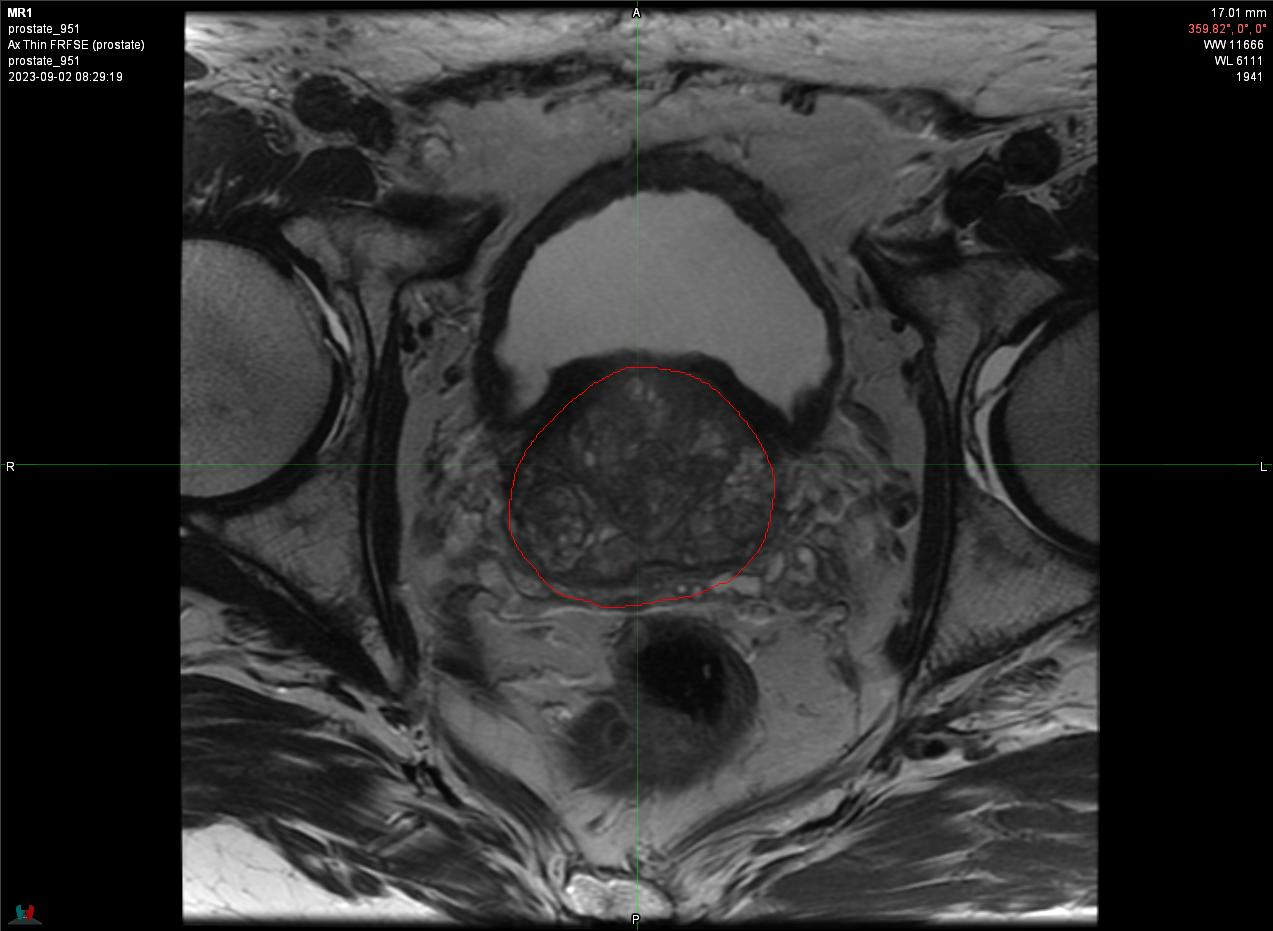 MR1
prostate_951
Ax Thin FRFSE (prostate)
prostate_951
2023-09-02 08:29:19
A
17.01 mm
359.82°, 0°, 0°
WW 11666
WL 6111
1941
R
L
P